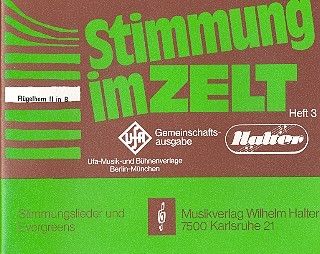 Stimmung
im ZELT
Flügelhorn II in B.
Heft 3
Ufa
Gemeinschafts-
ausgabe
Halter
Ufa-Musik-und Bühnenverlage
Berlin-München
Stimmungslieder und
Evergreens
Musikverlag Wilhelm Halter
7500 Karlsruhe 21